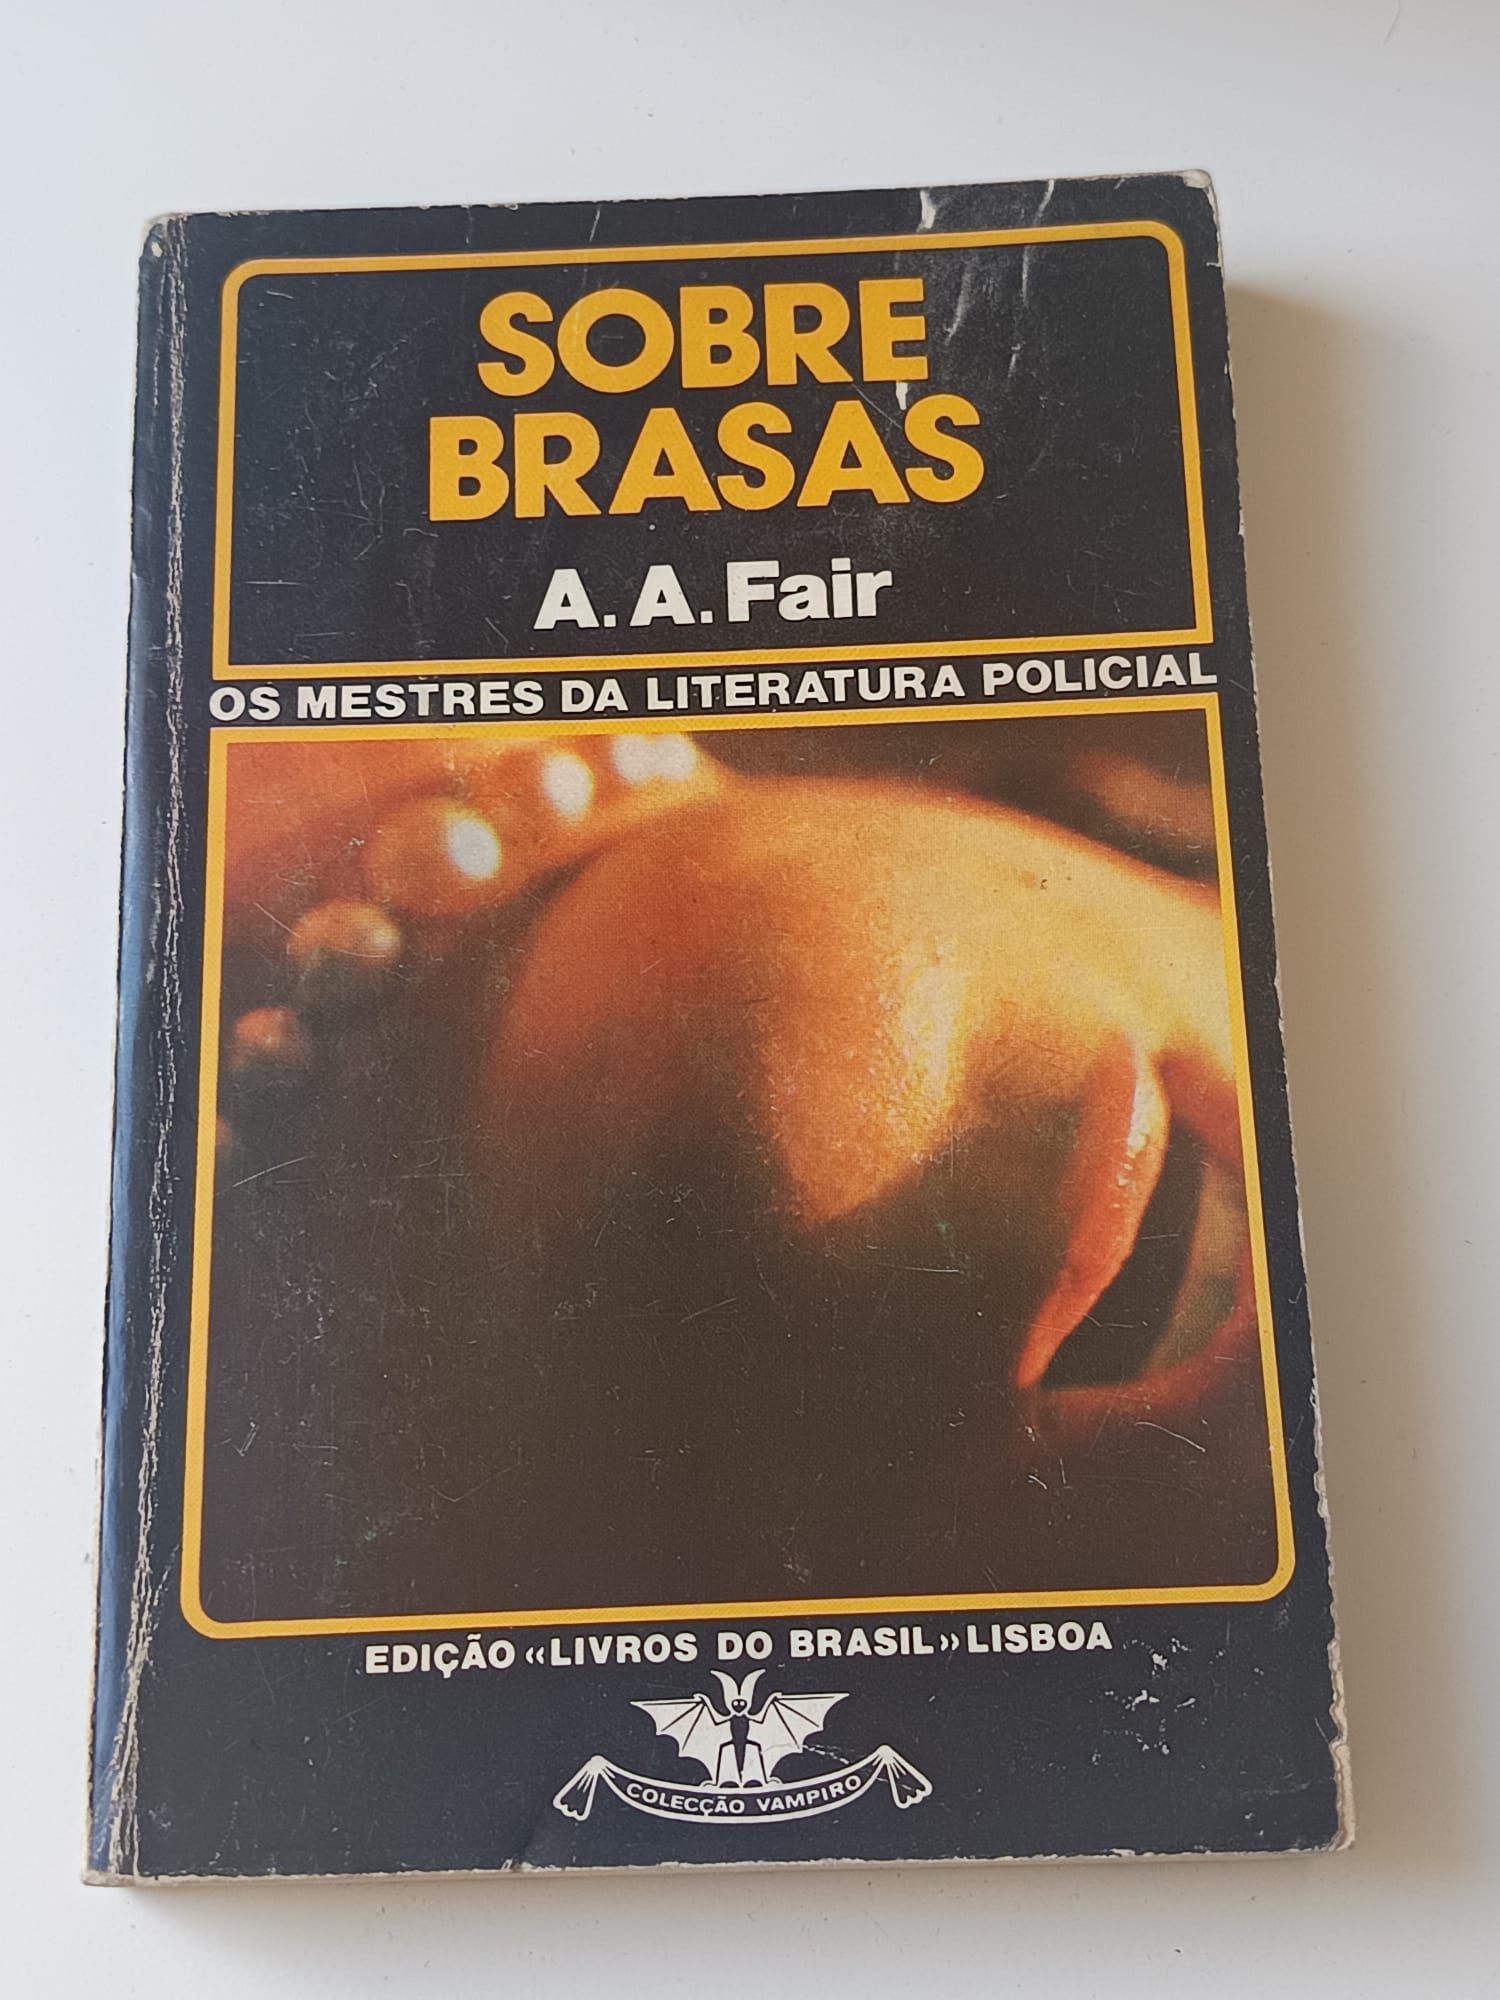 SOBRE
BRASAS
A. A. Fair
OS MESTRES DA LITERATURA POLICIAL
EDIÇÃO «LIVROS DO BRASIL» LISBOA
COLECÇÃO VAMPIRO